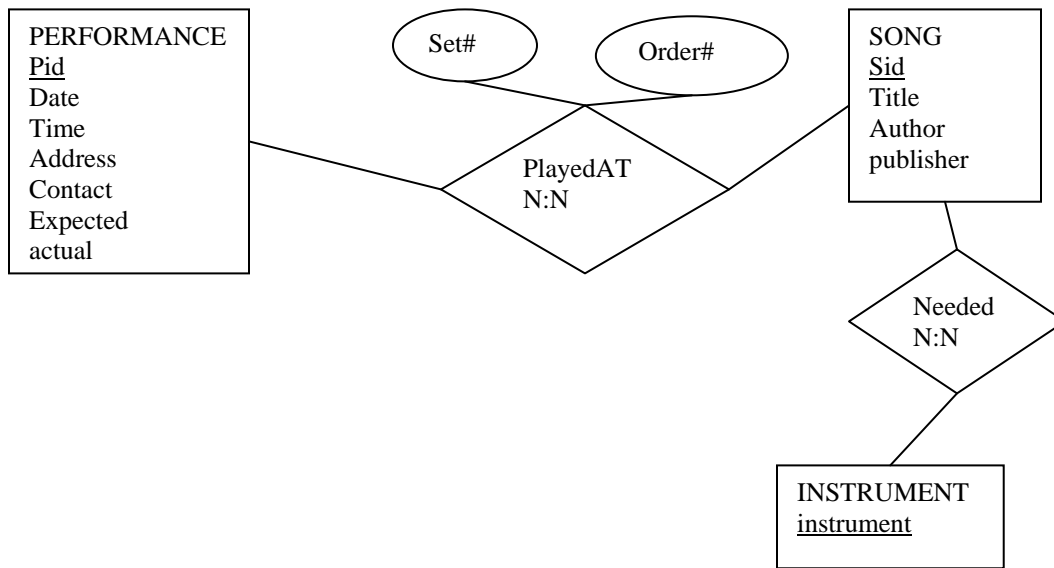 PERFORMANCE
Pid
Date
Time
Address
Contact
Expected
actual
Set#
Order#
PlayedAT
N:N
SONG
Sid
Title
Author
publisher
Needed
N:N
INSTRUMENT
instrument